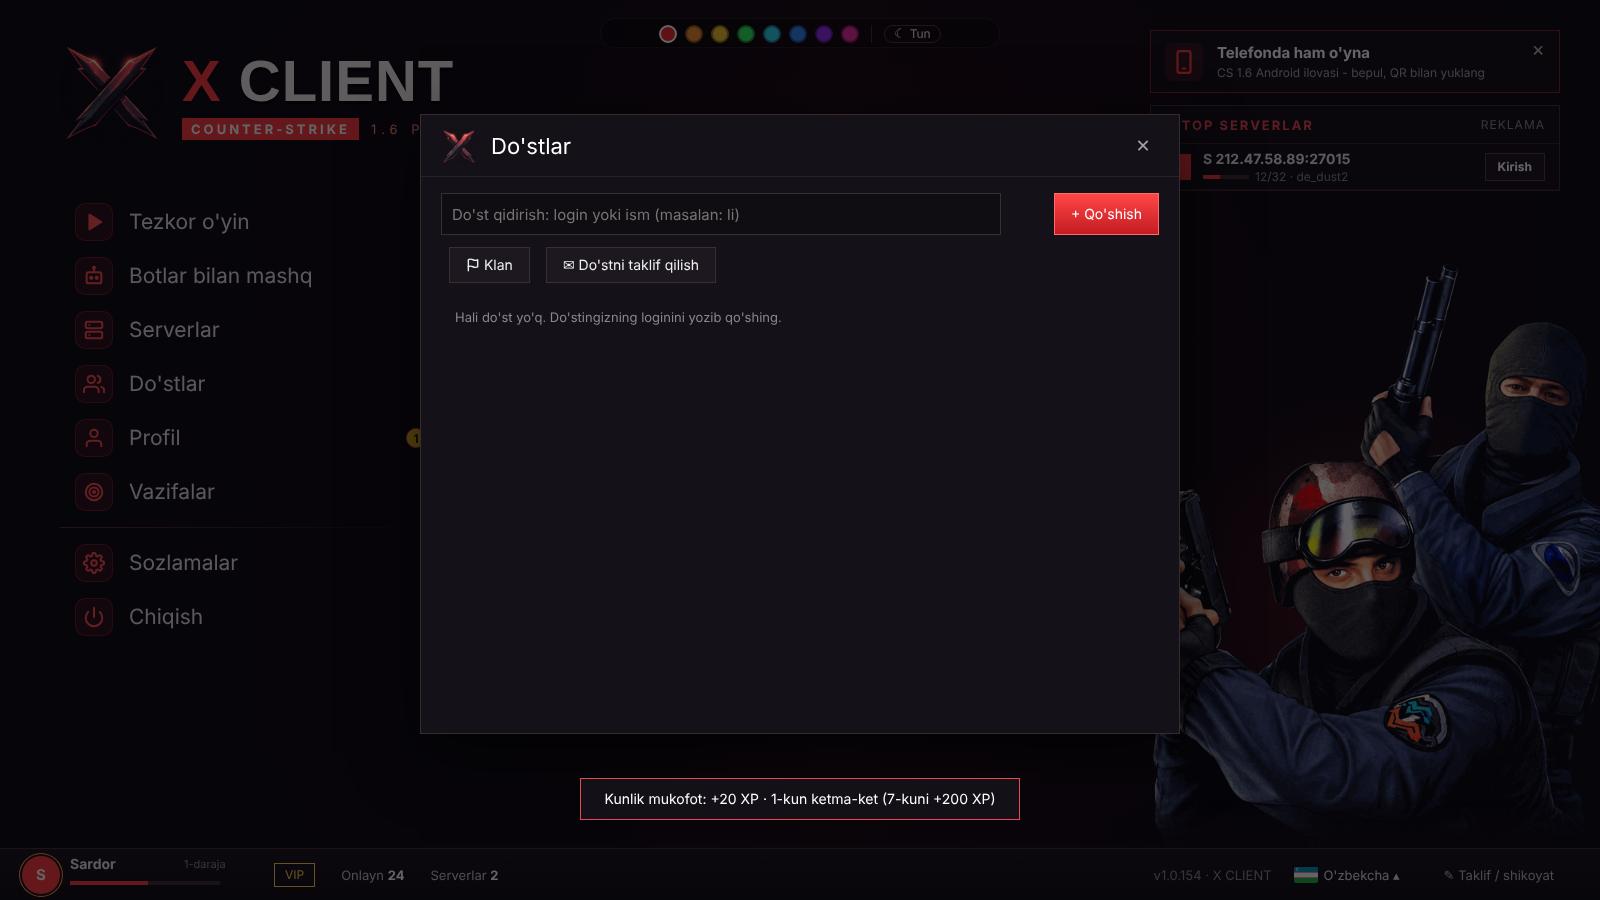 ☾ Tun
X CLIENT
COUNTER-STRIKE 1.6 P
Telefonda ham o'yna
CS 1.6 Android ilovasi - bepul, QR bilan yuklang
TOP SERVERLAR REKLAMA
S 212.47.58.89:27015
12/32 · de_dust2
Kirish
Tezkor o'yin
Botlar bilan mashq
Serverlar
Do'stlar
Profil 1
Vazifalar
Sozlamalar
Chiqish
Do'stlar ✕
Do'st qidirish: login yoki ism (masalan: li)
+ Qo'shish
Klan
✉ Do'stni taklif qilish
Hali do'st yo'q. Do'stingizning loginini yozib qo'shing.
Kunlik mukofot: +20 XP · 1-kun ketma-ket (7-kuni +200 XP)
S
Sardor 1-daraja
VIP
Onlayn 24
Serverlar 2
v1.0.154 · X CLIENT
O'zbekcha ▴
✎ Taklif / shikoyat